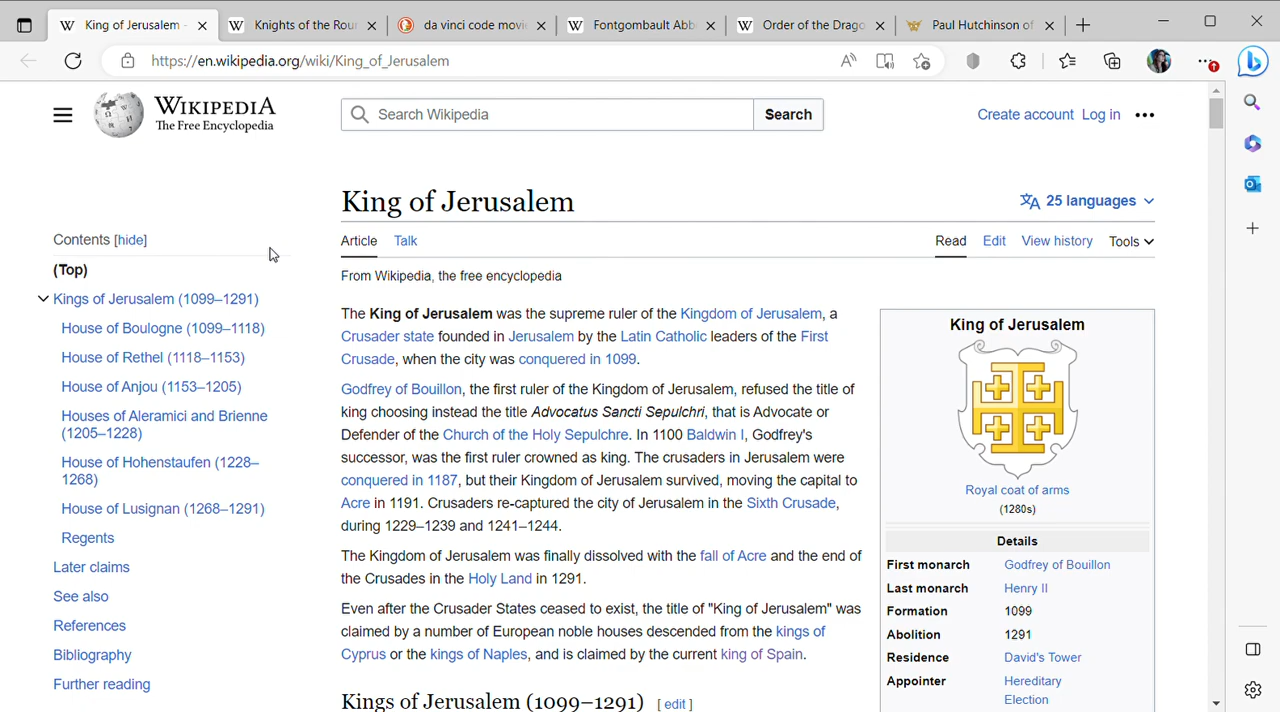 King of Jerusalem -
Knights of the Rour
da vinci code movie
Fontgombault Abbe
Order of the Drago
Paul Hutchinson of
https://en.wikipedia.org/wiki/King_of_Jerusalem
WIKIPEDIA
The Free Encyclopedia
Search Wikipedia
Search
Create account Log in
King of Jerusalem
25 languages
Contents [hide]
(Top)
Kings of Jerusalem (1099–1291)
House of Boulogne (1099–1118)
House of Rethel (1118–1153)
House of Anjou (1153–1205)
Houses of Aleramici and Brienne
(1205–1228)
House of Hohenstaufen (1228–
1268)
House of Lusignan (1268–1291)
Regents
Later claims
See also
References
Bibliography
Further reading
Article Talk
Read Edit View history Tools
From Wikipedia, the free encyclopedia
The King of Jerusalem was the supreme ruler of the Kingdom of Jerusalem, a
Crusader state founded in Jerusalem by the Latin Catholic leaders of the First
Crusade, when the city was conquered in 1099.
Godfrey of Bouillon, the first ruler of the Kingdom of Jerusalem, refused the title of
king choosing instead the title Advocatus Sancti Sepulchri, that is Advocate or
Defender of the Church of the Holy Sepulchre. In 1100 Baldwin I, Godfrey's
successor, was the first ruler crowned as king. The crusaders in Jerusalem were
conquered in 1187, but their Kingdom of Jerusalem survived, moving the capital to
Acre in 1191. Crusaders re-captured the city of Jerusalem in the Sixth Crusade,
during 1229–1239 and 1241–1244.
The Kingdom of Jerusalem was finally dissolved with the fall of Acre and the end of
the Crusades in the Holy Land in 1291.
Even after the Crusader States ceased to exist, the title of "King of Jerusalem" was
claimed by a number of European noble houses descended from the kings of
Cyprus or the kings of Naples, and is claimed by the current king of Spain.
Kings of Jerusalem (1099–1291) [ edit ]
King of Jerusalem
Royal coat of arms
(1280s)
Details
First monarch Godfrey of Bouillon
Last monarch Henry II
Formation 1099
Abolition 1291
Residence David's Tower
Appointer Hereditary
Election